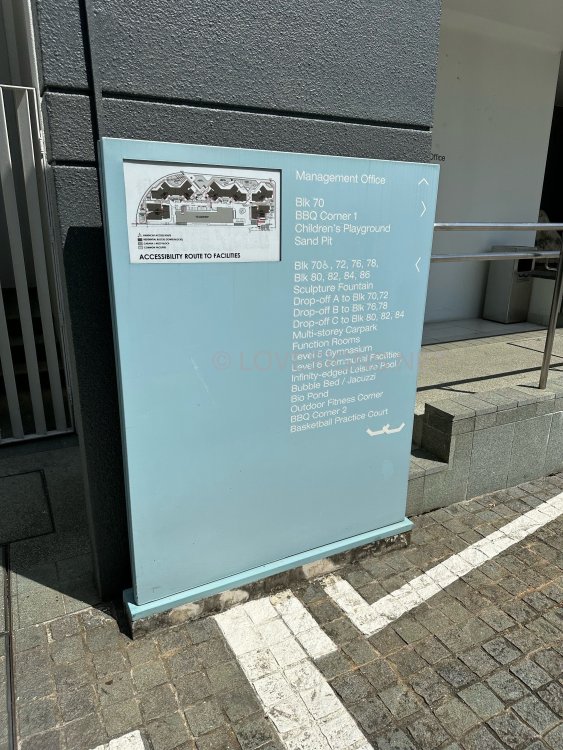 Office
Management Office
Blk 70
BBQ Corner 1
Children's Playground
Sand Pit
ACCESSIBILITY ROUTE TO FACILITIES
72, 76, 78,
Blk 80, 82, 84, 86
Sculpture Fountain
Drop-off A to Blk 70,72
Drop-off B to Blk 76,78
Drop-off C to Blk 80, 82, 84
Multi-storey Carpark
Function Rooms
Level 5 Gymnasium
Level 6 Communal Facilities
Infinity-edged Leisure Pool
Bubble Bed / Jacuzzi
Bio Pond
Outdoor Fitness Corner
BBQ Corner 2
Basketball Practice Court